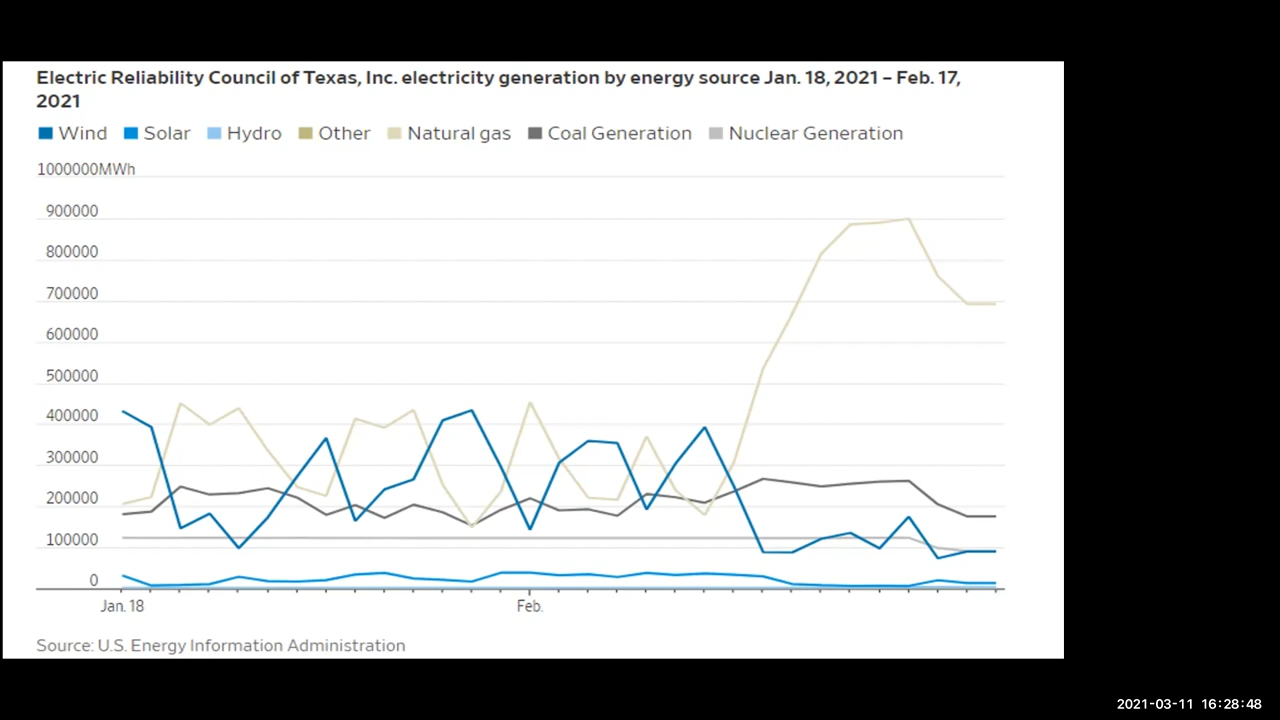 Electric Reliability Council of Texas, Inc. electricity generation by energy source Jan. 18, 2021 – Feb. 17,
2021
Wind Solar Hydro Other Natural gas Coal Generation Nuclear Generation
1000000MWh
900000
800000
700000
600000
500000
400000
300000
200000
100000
0
Jan. 18 Feb.
Source: U.S. Energy Information Administration
2021-03-11 16:28:48